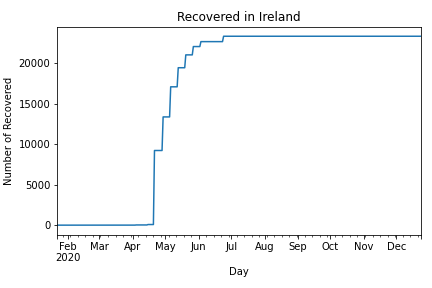 Recovered in Ireland
Number of Recovered
20000
15000
10000
5000
0
Feb Mar Apr May Jun Jul Aug Sep Oct Nov Dec
2020
Day